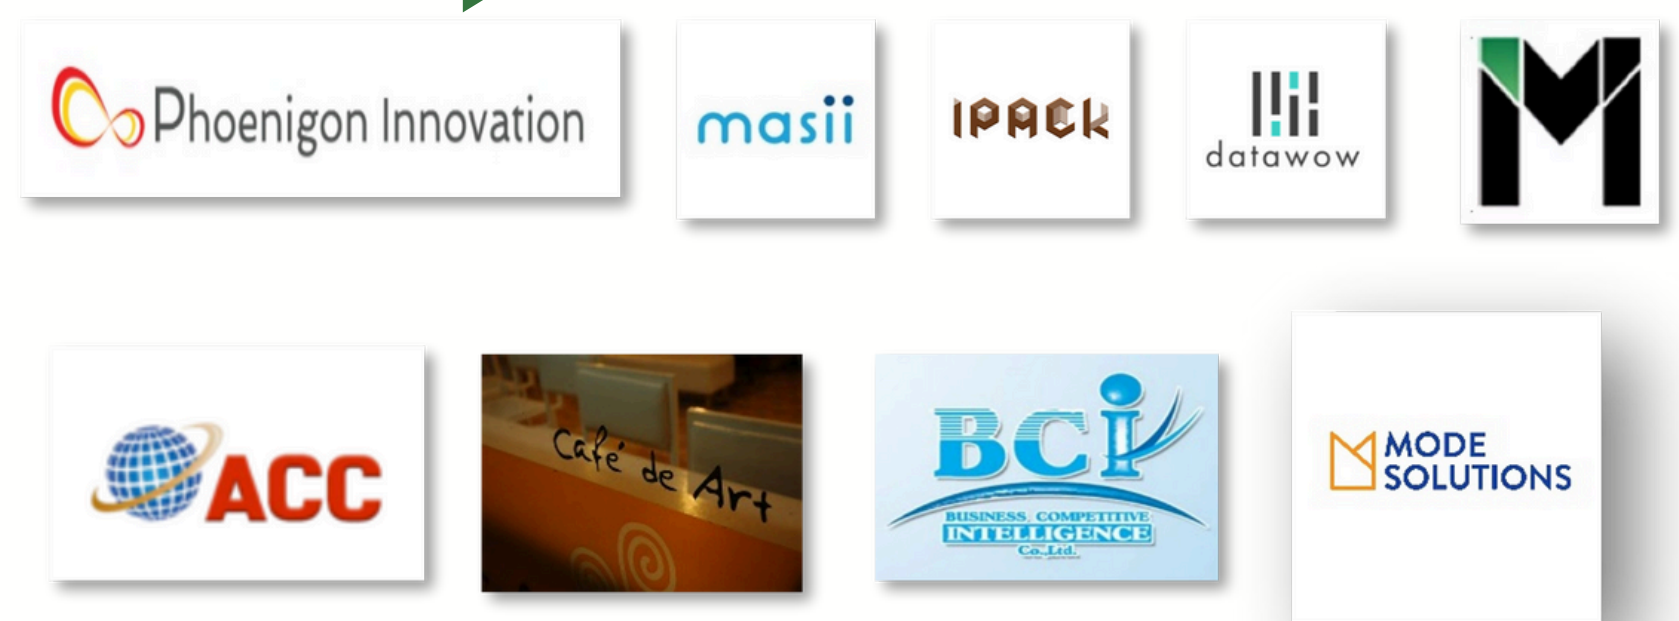 Phoenigon Innovation
masii
IPACK
datawow
M
ACC
Café de Art
BCi
BUSINESS, COMPETITIVE
INTELLIGENCE
Co.,Ltd.
MODE
SOLUTIONS